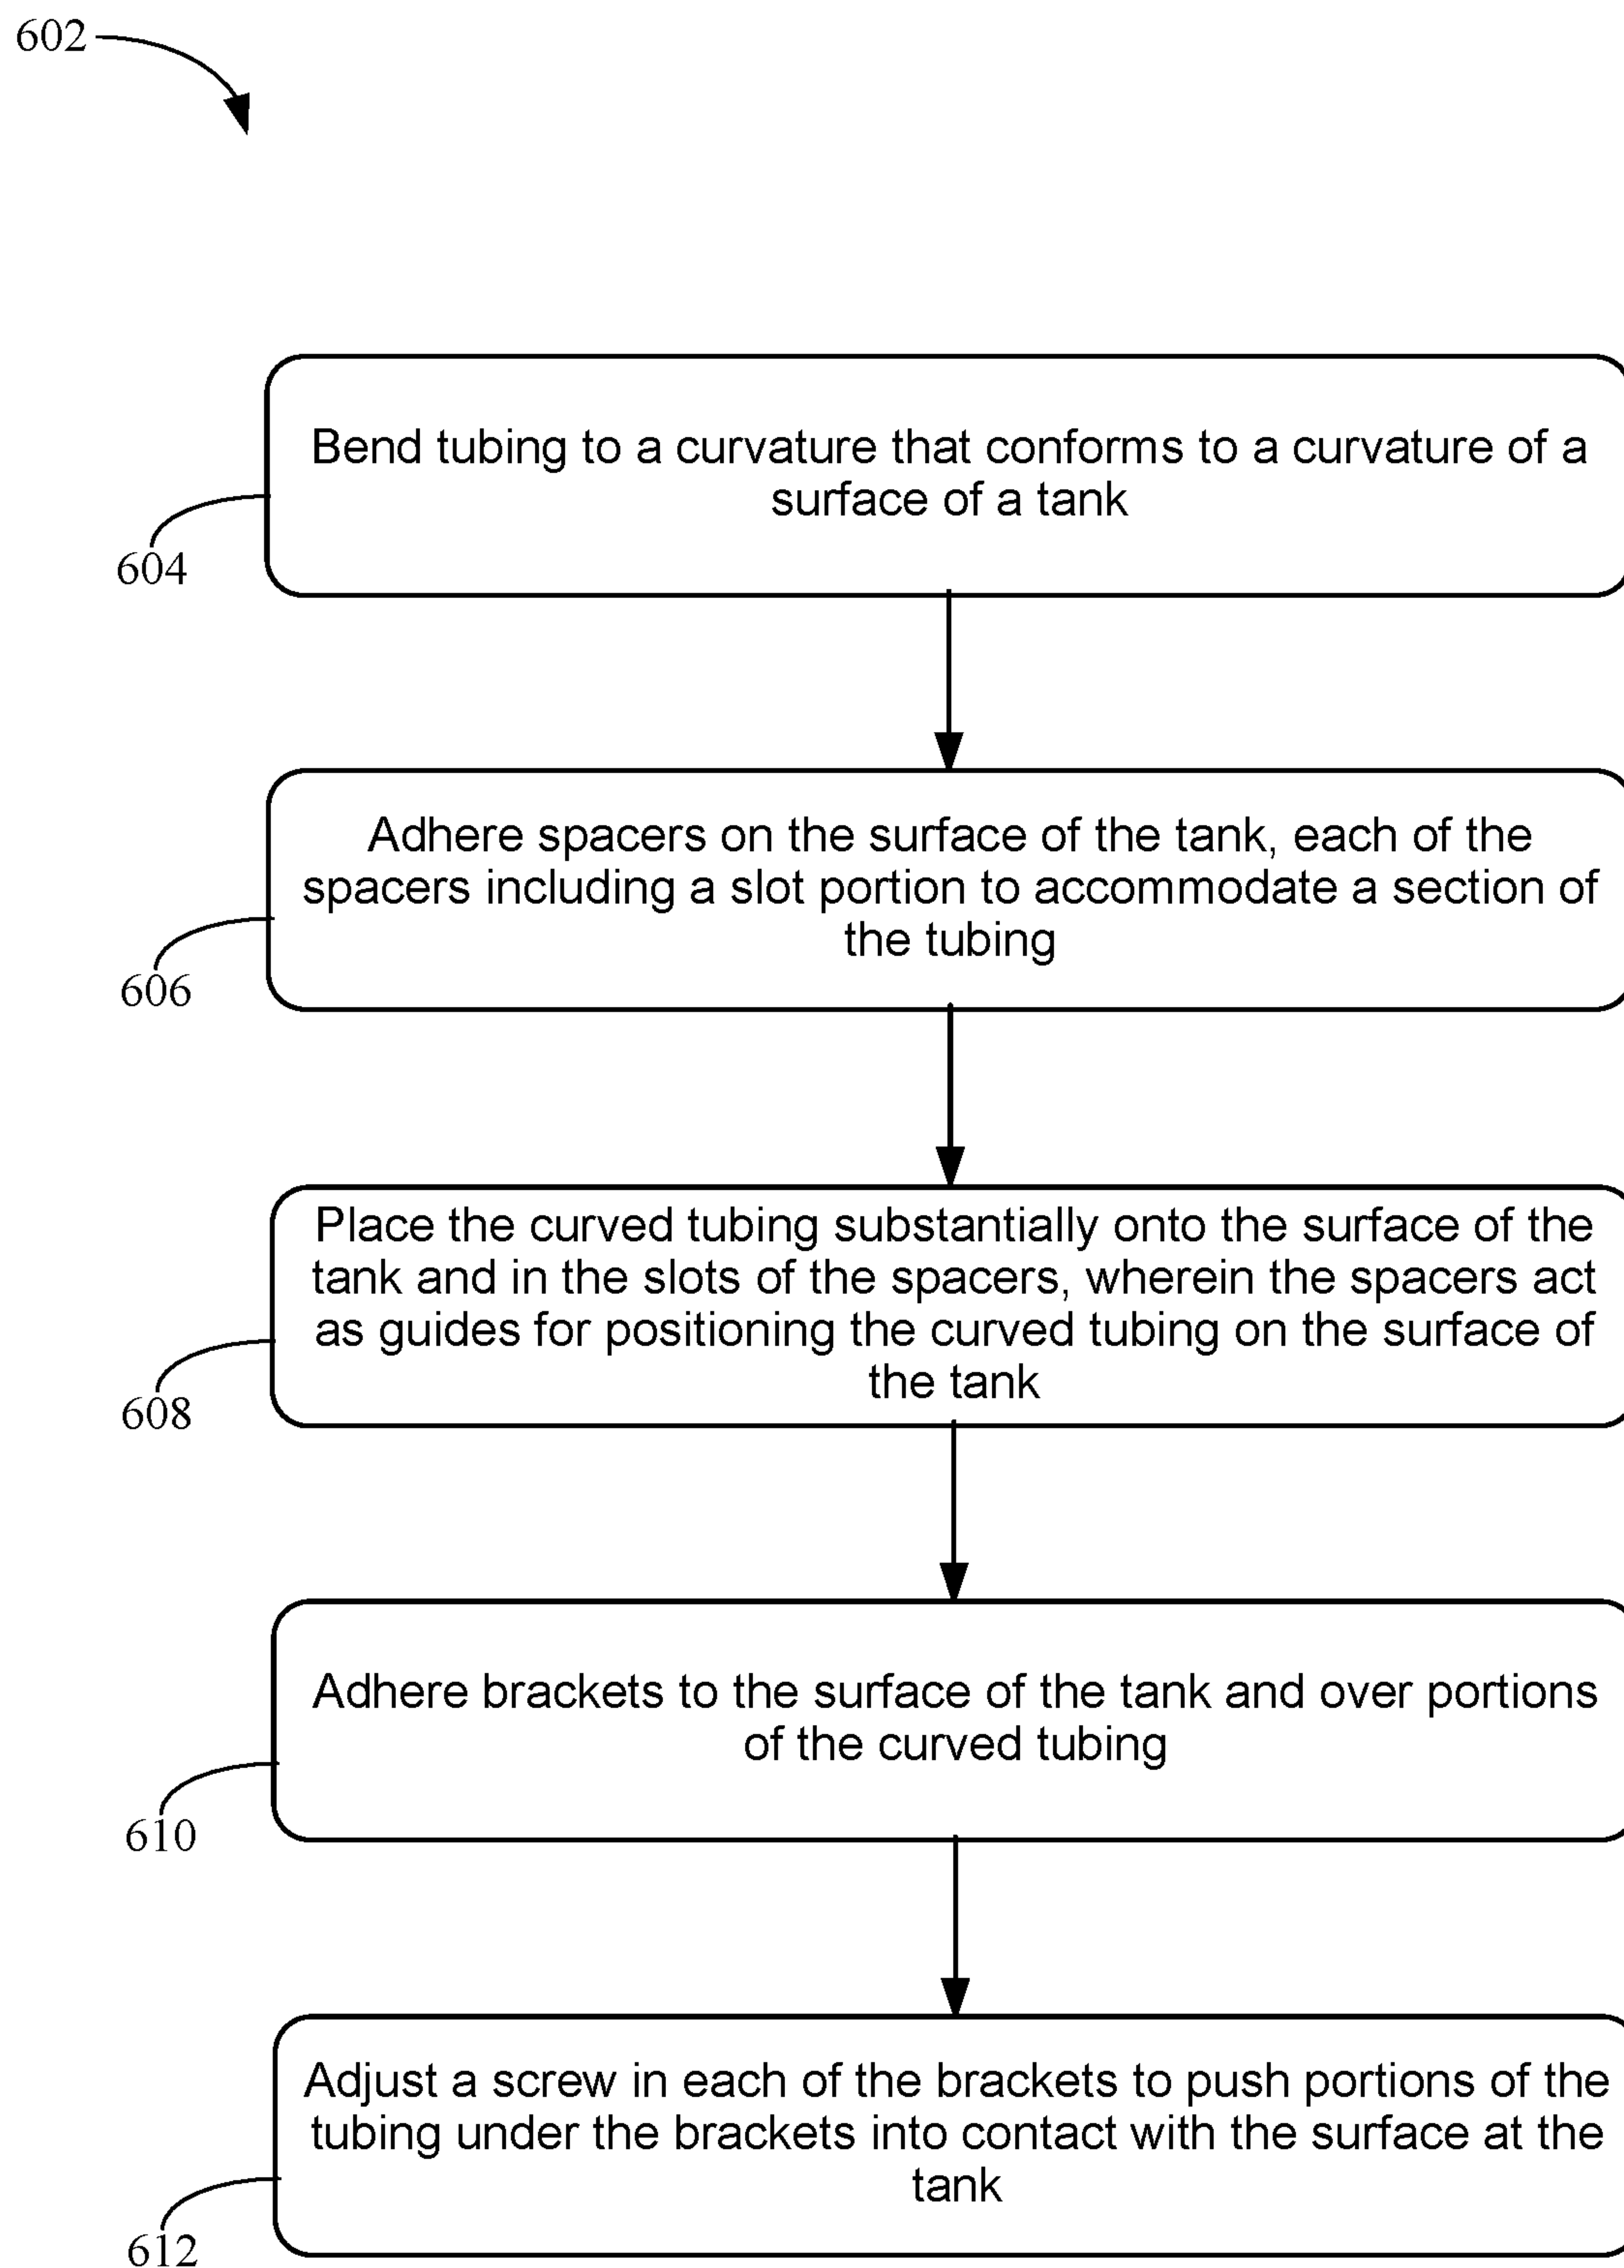 602
Bend tubing to a curvature that conforms to a curvature of a
surface of a tank
604
Adhere spacers on the surface of the tank, each of the
spacers including a slot portion to accommodate a section of
the tubing
606
Place the curved tubing substantially onto the surface of the
tank and in the slots of the spacers, wherein the spacers act
as guides for positioning the curved tubing on the surface of
the tank
608
Adhere brackets to the surface of the tank and over portions
of the curved tubing
610
Adjust a screw in each of the brackets to push portions of the
tubing under the brackets into contact with the surface at the
tank
612